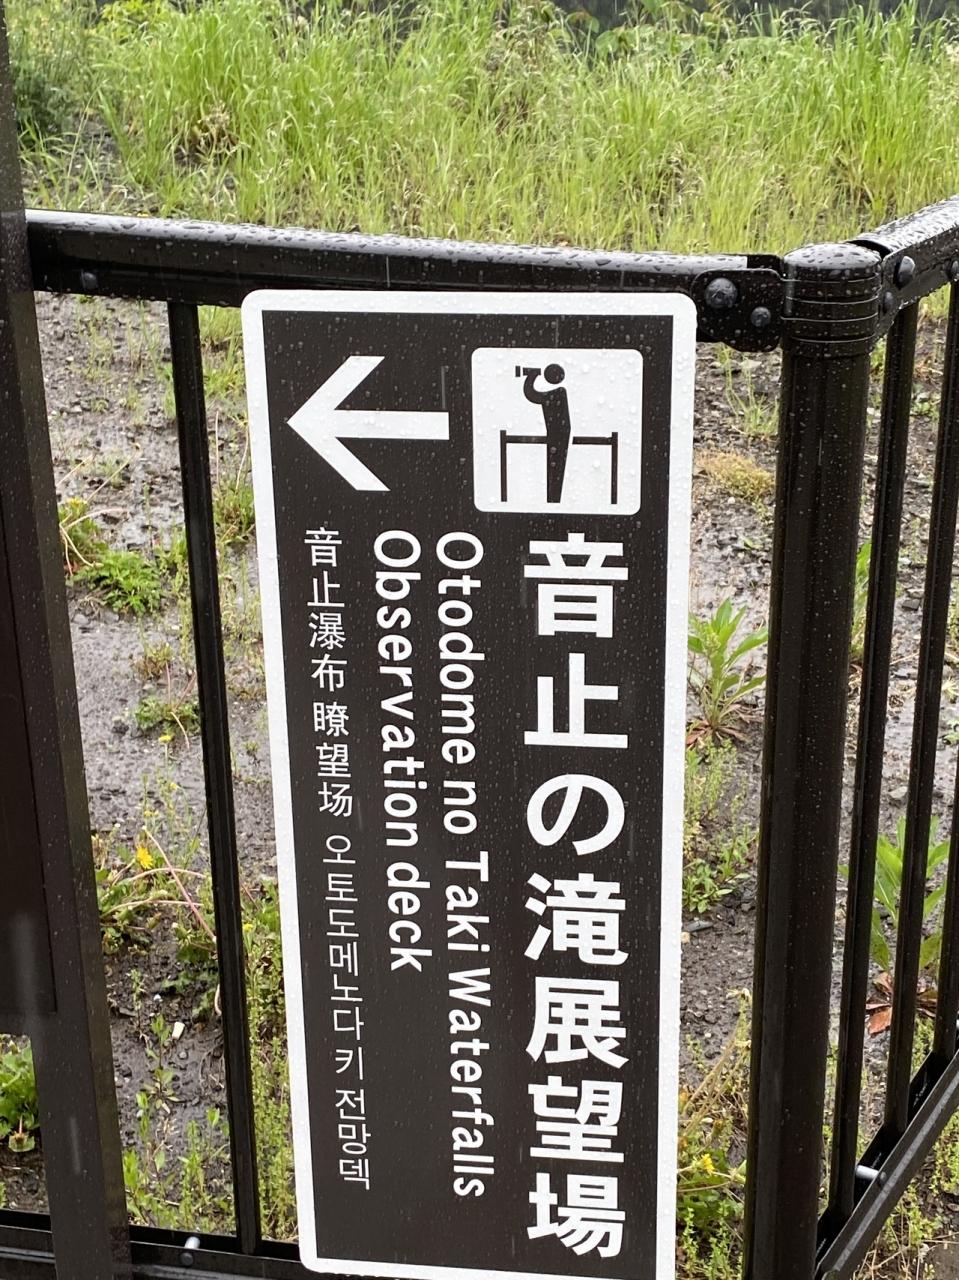 音止の滝展望場
Otodome no Taki Waterfalls
Observation deck
音止瀑布 瞭望场 오토도메노다키 전망덱